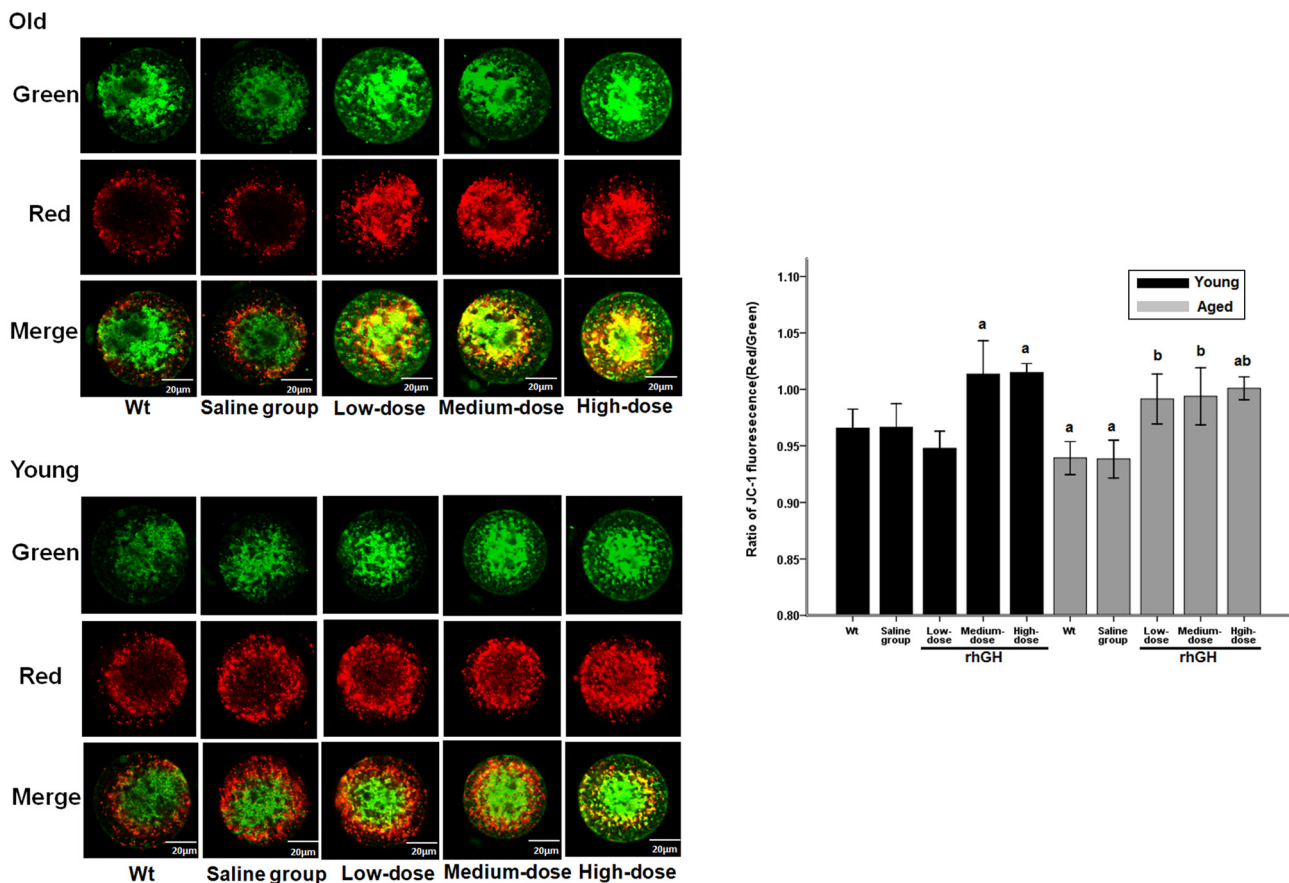 Old
Green
Red
Merge
20μm 20μm 20μm 20μm 20μm
Wt Saline group Low-dose Medium-dose High-dose
Young
Green
Red
Merge
20μm 20μm 20μm 20μm 20μm
Wt Saline group Low-dose Medium-dose High-dose
Ratio of JC-1 fluoresecence(Red/Green)
1.10
1.05
1.00
0.95
0.90
0.85
0.80
Young
Aged
a a a a b b ab
Wt Saline group Low-dose Medium-dose High-dose Wt Saline group Low-dose Medium-dose Hgih-dose
rhGH rhGH